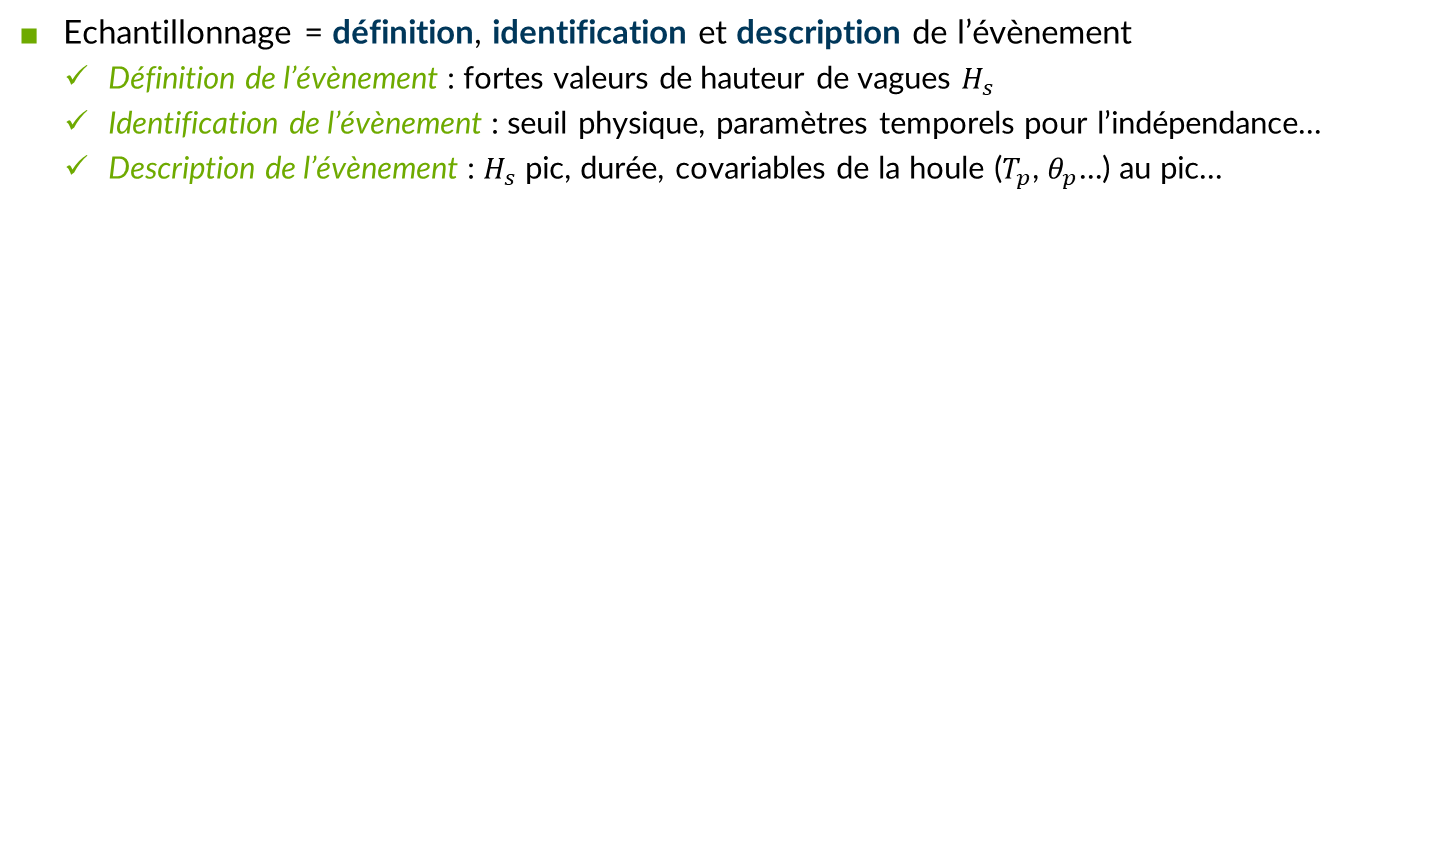 ▪ Echantillonnage = définition, identification et description de l’évènement
✓ Définition de l’évènement : fortes valeurs de hauteur de vagues Hₛ
✓ Identification de l’évènement : seuil physique, paramètres temporels pour l’indépendance…
✓ Description de l’évènement : Hₛ pic, durée, covariables de la houle (Tₚ, θₚ…) au pic…